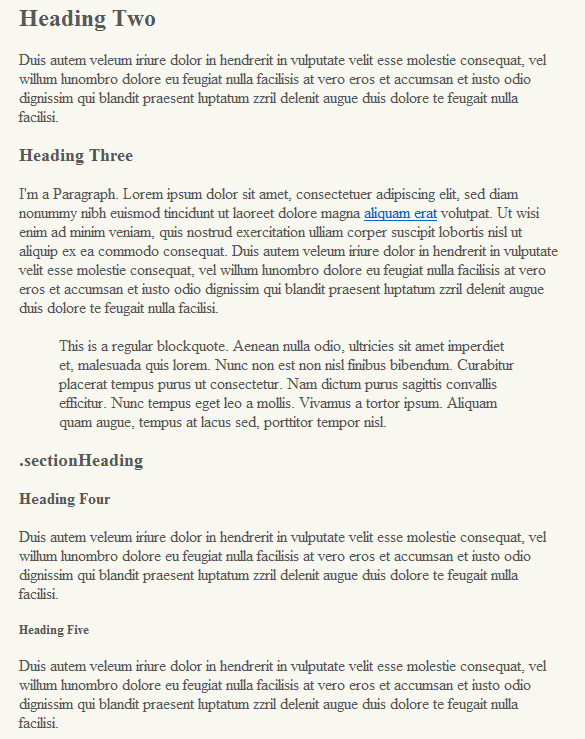 Heading Two
Duis autem veleum iriure dolor in hendrerit in vulputate velit esse molestie consequat, vel
willum lunombro dolore eu feugiat nulla facilisis at vero eros et accumsan et iusto odio
dignissim qui blandit praesent luptatum zzril delenit augue duis dolore te feugait nulla
facilisi.
Heading Three
I'm a Paragraph. Lorem ipsum dolor sit amet, consectetuer adipiscing elit, sed diam
nonummy nibh euismod tincidunt ut laoreet dolore magna aliquam erat volutpat. Ut wisi
enim ad minim veniam, quis nostrud exercitation ulliam corper suscipit lobortis nisl ut
aliquip ex ea commodo consequat. Duis autem veleum iriure dolor in hendrerit in vulputate
velit esse molestie consequat, vel willum lunombro dolore eu feugiat nulla facilisis at vero
eros et accumsan et iusto odio dignissim qui blandit praesent luptatum zzril delenit augue
duis dolore te feugait nulla facilisi.
This is a regular blockquote. Aenean nulla odio, ultricies sit amet imperdiet
et, malesuada quis lorem. Nunc non est non nisl finibus bibendum. Curabitur
placerat tempus purus ut consectetur. Nam dictum purus sagittis convallis
efficitur. Nunc tempus eget leo a mollis. Vivamus a tortor ipsum. Aliquam
quam augue, tempus at lacus sed, porttitor tempor nisl.
.sectionHeading
Heading Four
Duis autem veleum iriure dolor in hendrerit in vulputate velit esse molestie consequat, vel
willum lunombro dolore eu feugiat nulla facilisis at vero eros et accumsan et iusto odio
dignissim qui blandit praesent luptatum zzril delenit augue duis dolore te feugait nulla
facilisi.
Heading Five
Duis autem veleum iriure dolor in hendrerit in vulputate velit esse molestie consequat, vel
willum lunombro dolore eu feugiat nulla facilisis at vero eros et accumsan et iusto odio
dignissim qui blandit praesent luptatum zzril delenit augue duis dolore te feugait nulla
facilisi.